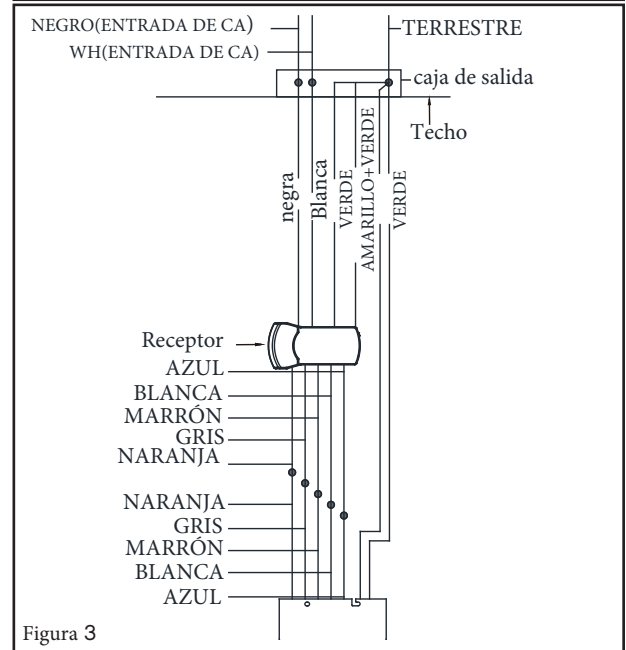 NEGRO(ENTRADA DE CA)
TERRESTRE
WH(ENTRADA DE CA)
caja de salida
Techo
negra
Blanca
VERDE
AMARILLO+VERDE
VERDE
Receptor
AZUL
BLANCA
MARRÓN
GRIS
NARANJA
NARANJA
GRIS
MARRÓN
BLANCA
AZUL
Figura 3